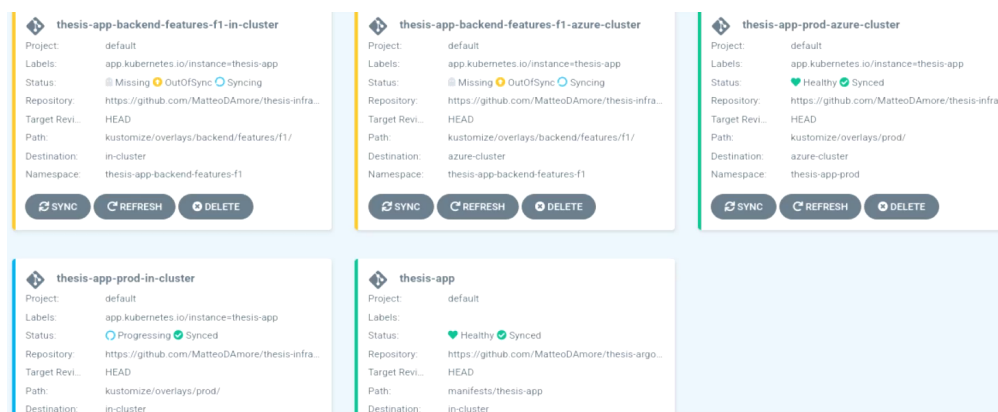 thesis-app-backend-features-f1-in-cluster
Project: default
Labels: app.kubernetes.io/instance=thesis-app
Status: Missing OutOfSync Syncing
Repository: https://github.com/MatteoDAmore/thesis-infra...
Target Revi... HEAD
Path: kustomize/overlays/backend/features/f1/
Destination: in-cluster
Namespace: thesis-app-backend-features-f1
SYNC REFRESH DELETE
thesis-app-backend-features-f1-azure-cluster
Project: default
Labels: app.kubernetes.io/instance=thesis-app
Status: Missing OutOfSync Syncing
Repository: https://github.com/MatteoDAmore/thesis-infra...
Target Revi... HEAD
Path: kustomize/overlays/backend/features/f1/
Destination: azure-cluster
Namespace: thesis-app-backend-features-f1
SYNC REFRESH DELETE
thesis-app-prod-azure-cluster
Project: default
Labels: app.kubernetes.io/instance=thesis-app
Status: Healthy Synced
Repository: https://github.com/MatteoDAmore/thesis-infra
Target Revi... HEAD
Path: kustomize/overlays/prod/
Destination: azure-cluster
Namespace: thesis-app-prod
SYNC REFRESH DELETE
thesis-app-prod-in-cluster
Project: default
Labels: app.kubernetes.io/instance=thesis-app
Status: Progressing Synced
Repository: https://github.com/MatteoDAmore/thesis-infra...
Target Revi... HEAD
Path: kustomize/overlays/prod/
Destination: in-cluster
thesis-app
Project: default
Labels:
Status: Healthy Synced
Repository: https://github.com/MatteoDAmore/thesis-argo...
Target Revi... HEAD
Path: manifests/thesis-app
Destination: in-cluster